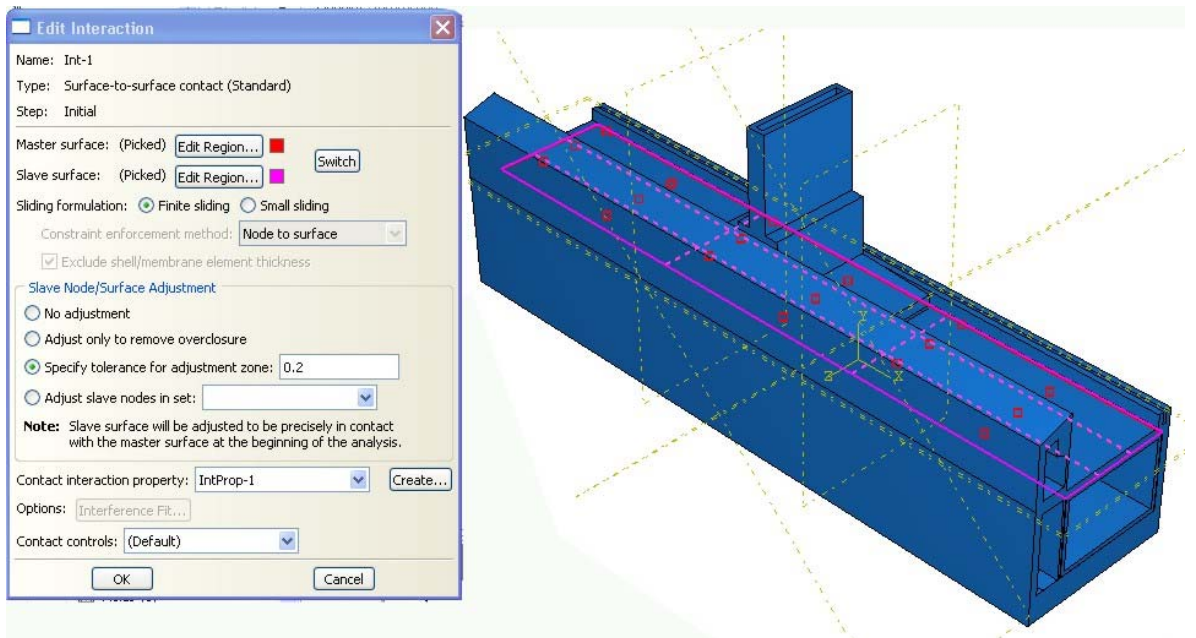 Edit Interaction
Name: Int-1
Type: Surface-to-surface contact (Standard)
Step: Initial
Master surface: (Picked) Edit Region...
Switch
Slave surface: (Picked) Edit Region...
Sliding formulation: Finite sliding Small sliding
Constraint enforcement method: Node to surface
Exclude shell/membrane element thickness
Slave Node/Surface Adjustment
No adjustment
Adjust only to remove overclosure
Specify tolerance for adjustment zone: 0.2
Adjust slave nodes in set:
Note: Slave surface will be adjusted to be precisely in contact
with the master surface at the beginning of the analysis.
Contact interaction property: IntProp-1 Create...
Options: Interference Fit...
Contact controls: (Default)
OK Cancel
Y
Z X